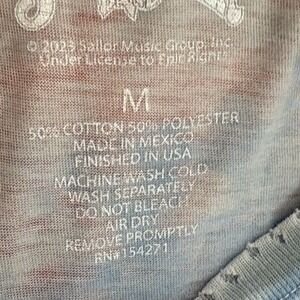 BAND
© 2023 Sailor Music Group, Inc.
Under License to Epic Rights
M
50% COTTON 50% POLYESTER
MADE IN MEXICO
FINISHED IN USA
MACHINE WASH COLD
WASH SEPARATELY
DO NOT BLEACH
AIR DRY
REMOVE PROMPTLY
RN#154271